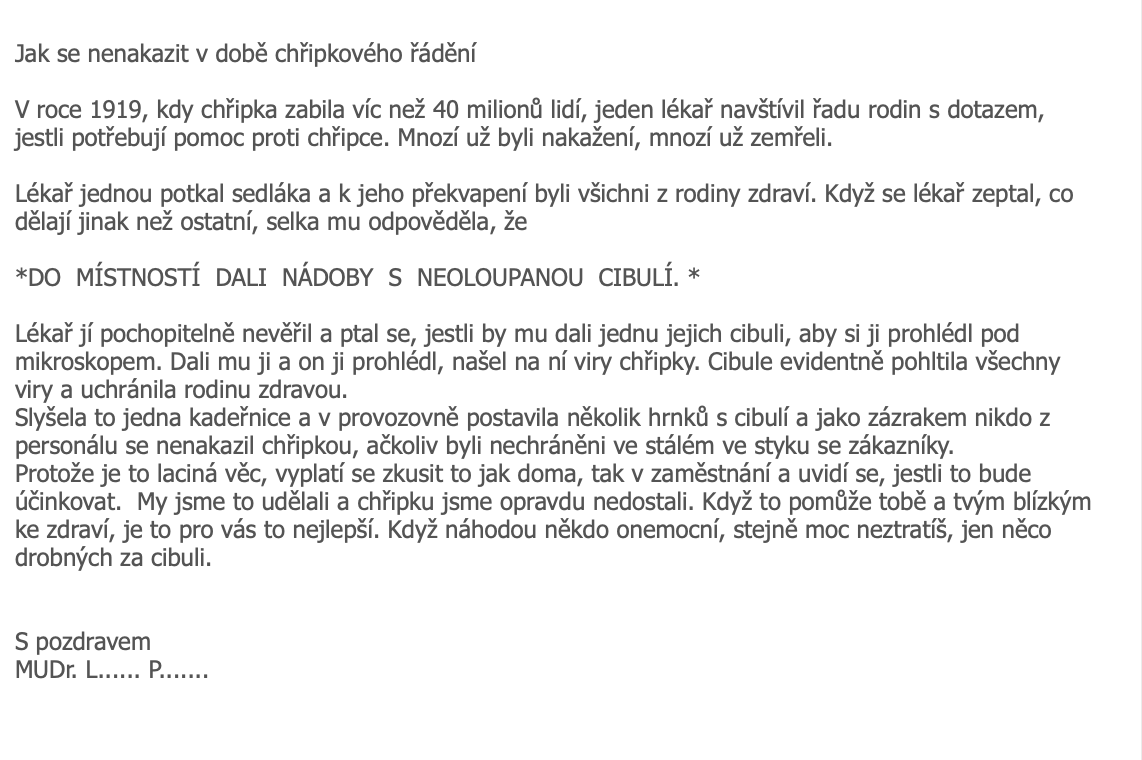 Jak se nenakazit v době chřipkového řádění
V roce 1919, kdy chřipka zabila víc než 40 milionů lidí, jeden lékař navštívil řadu rodin s dotazem,
jestli potřebují pomoc proti chřipce. Mnozí už byli nakažení, mnozí už zemřeli.
Lékař jednou potkal sedláka a k jeho překvapení byli všichni z rodiny zdraví. Když se lékař zeptal, co
dělají jinak než ostatní, selka mu odpověděla, že
*DO MÍSTNOSTÍ DALI NÁDOBY S NEOLOUPANOU CIBULÍ. *
Lékař jí pochopitelně nevěřil a ptal se, jestli by mu dali jednu jejich cibuli, aby si ji prohlédl pod
mikroskopem. Dali mu ji a on ji prohlédl, našel na ní viry chřipky. Cibule evidentně pohltila všechny
viry a uchránila rodinu zdravou.
Slyšela to jedna kadeřnice a v provozovně postavila několik hrnků s cibulí a jako zázrakem nikdo z
personálu se nenakazil chřipkou, ačkoliv byli nechráněni ve stálém ve styku se zákazníky.
Protože je to laciná věc, vyplatí se zkusit to jak doma, tak v zaměstnání a uvidí se, jestli to bude
účinkovat. My jsme to udělali a chřipku jsme opravdu nedostali. Když to pomůže tobě a tvým blízkým
ke zdraví, je to pro vás to nejlepší. Když náhodou někdo onemocní, stejně moc neztratíš, jen něco
drobných za cibuli.
S pozdravem
MUDr. L...... P.......